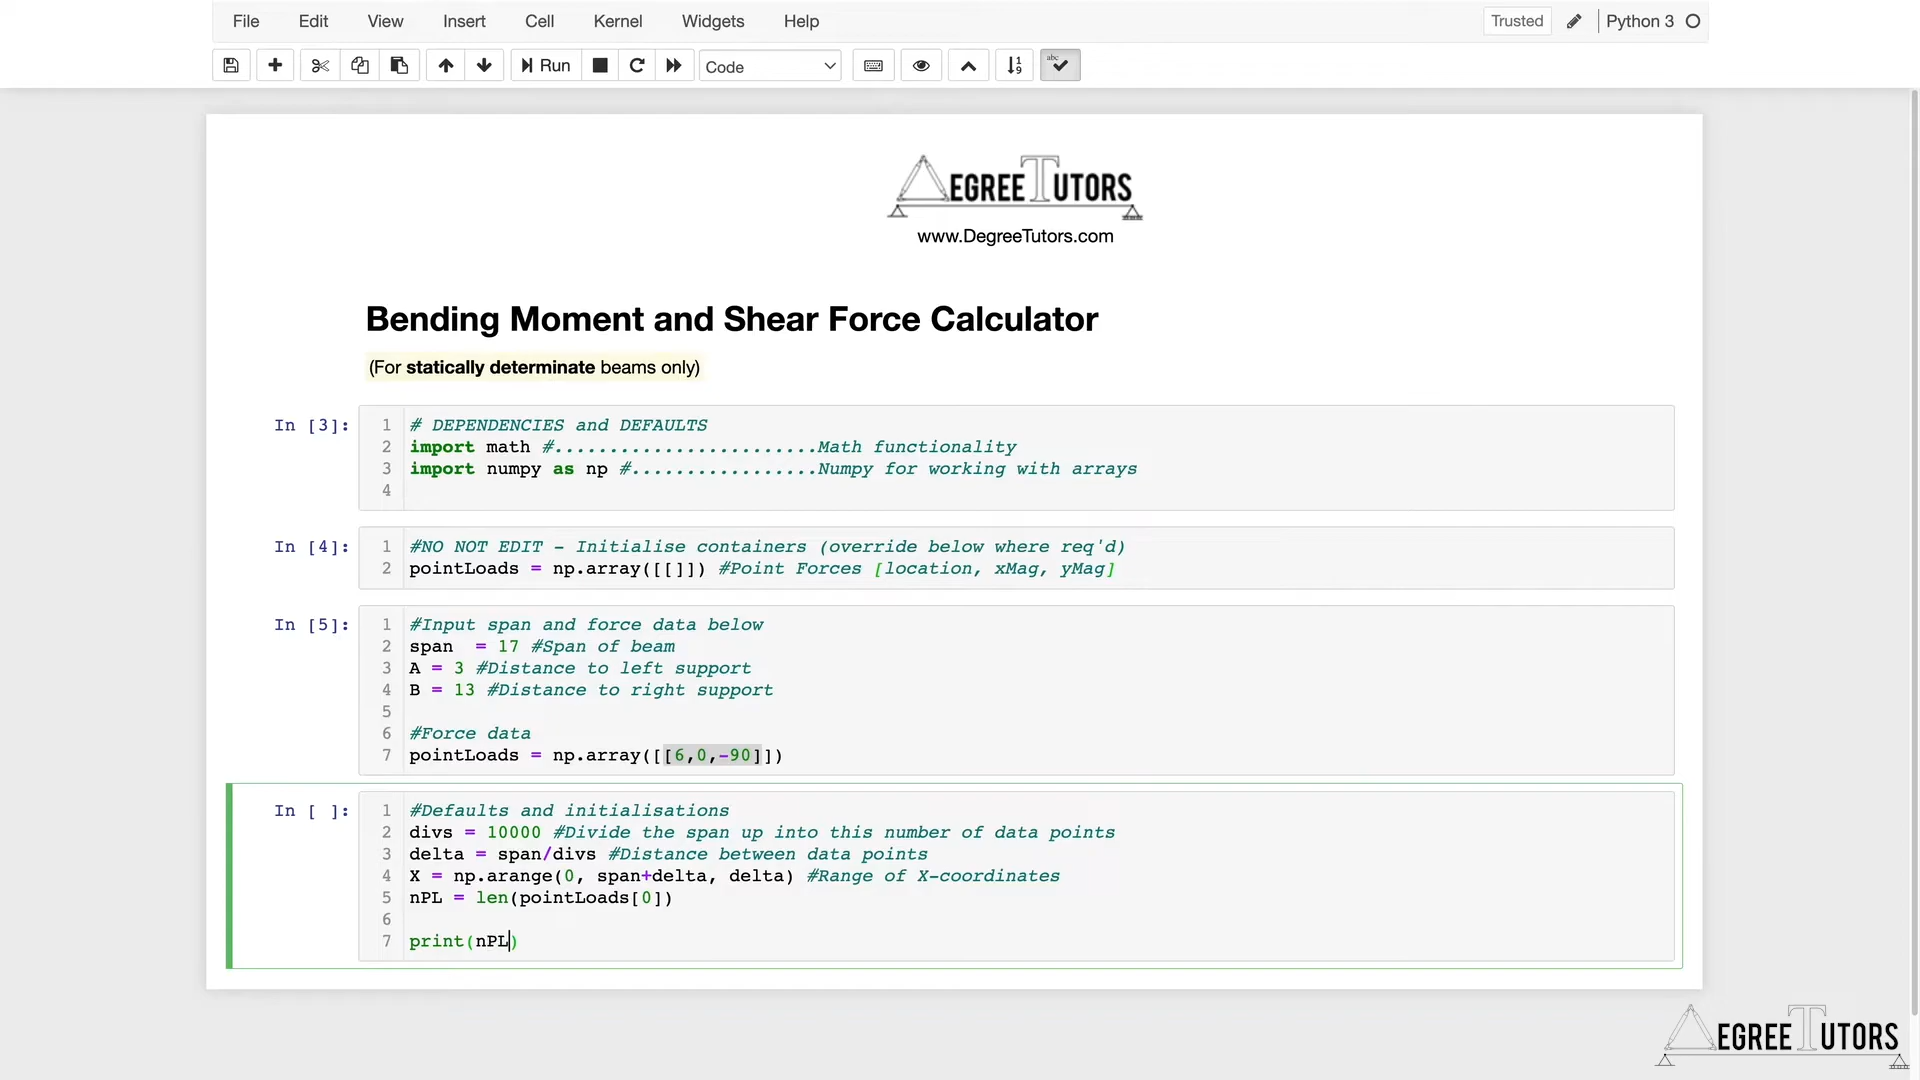 File Edit View Insert Cell Kernel Widgets Help Trusted Python 3
Run Code
DEGREETUTORS
www.DegreeTutors.com
Bending Moment and Shear Force Calculator
(For statically determinate beams only)
In [3]:
1 # DEPENDENCIES and DEFAULTS
2 import math #........................Math functionality
3 import numpy as np #.................Numpy for working with arrays
4
In [4]:
1 #NO NOT EDIT - Initialise containers (override below where req'd)
2 pointLoads = np.array([[]]) #Point Forces [location, xMag, yMag]
In [5]:
1 #Input span and force data below
2 span  = 17 #Span of beam
3 A = 3 #Distance to left support
4 B = 13 #Distance to right support
5
6 #Force data
7 pointLoads = np.array([[6,0,-90]])
In [ ]:
1 #Defaults and initialisations
2 divs = 10000 #Divide the span up into this number of data points
3 delta = span/divs #Distance between data points
4 X = np.arange(0, span+delta, delta) #Range of X-coordinates
5 nPL = len(pointLoads[0])
6
7 print(nPL)
DEGREETUTORS